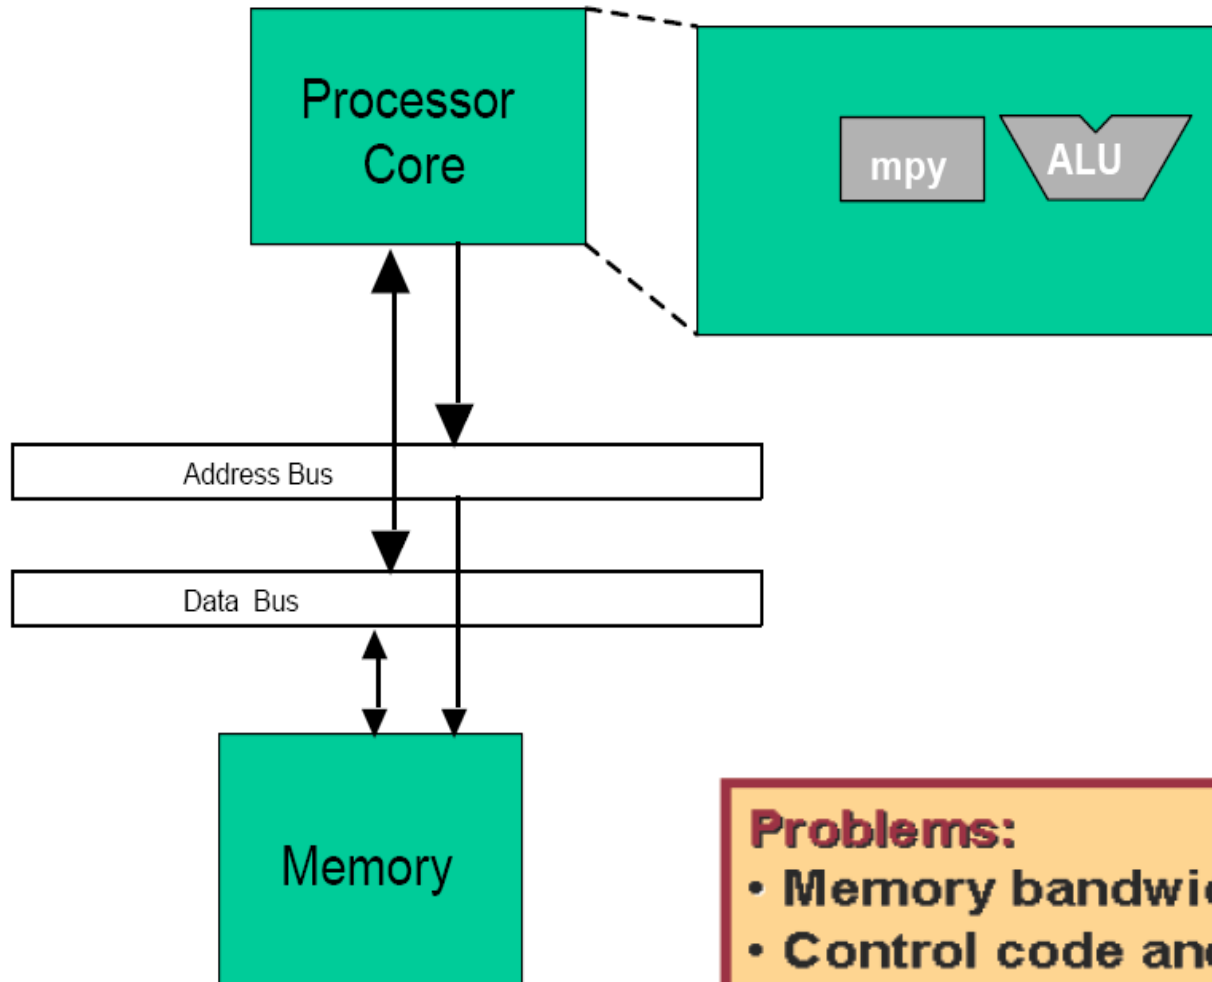 Processor
Core
mpy
ALU
Address Bus
Data Bus
Memory
Problems:
• Memory
• Control code